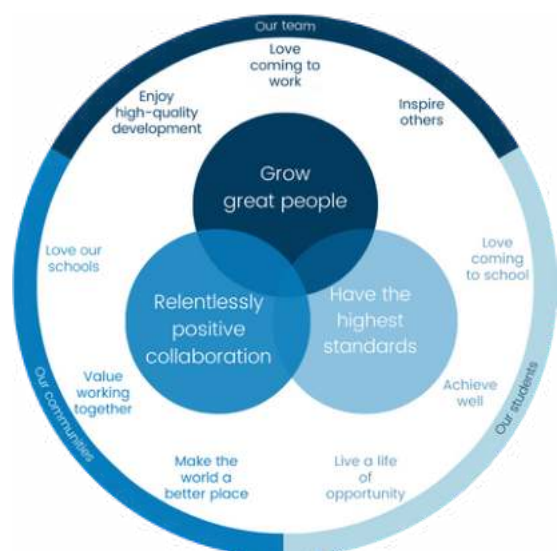 Our team
Love
coming to
work
Enjoy
high-quality
development
Inspire
others
Grow
great people
Love our
schools
Love
coming
to school
Relentlessly
positive
collaboration
Have the
highest
standards
Value
working
together
Achieve
well
Our communities
Our students
Make the
world a
better place
Live a life
of
opportunity